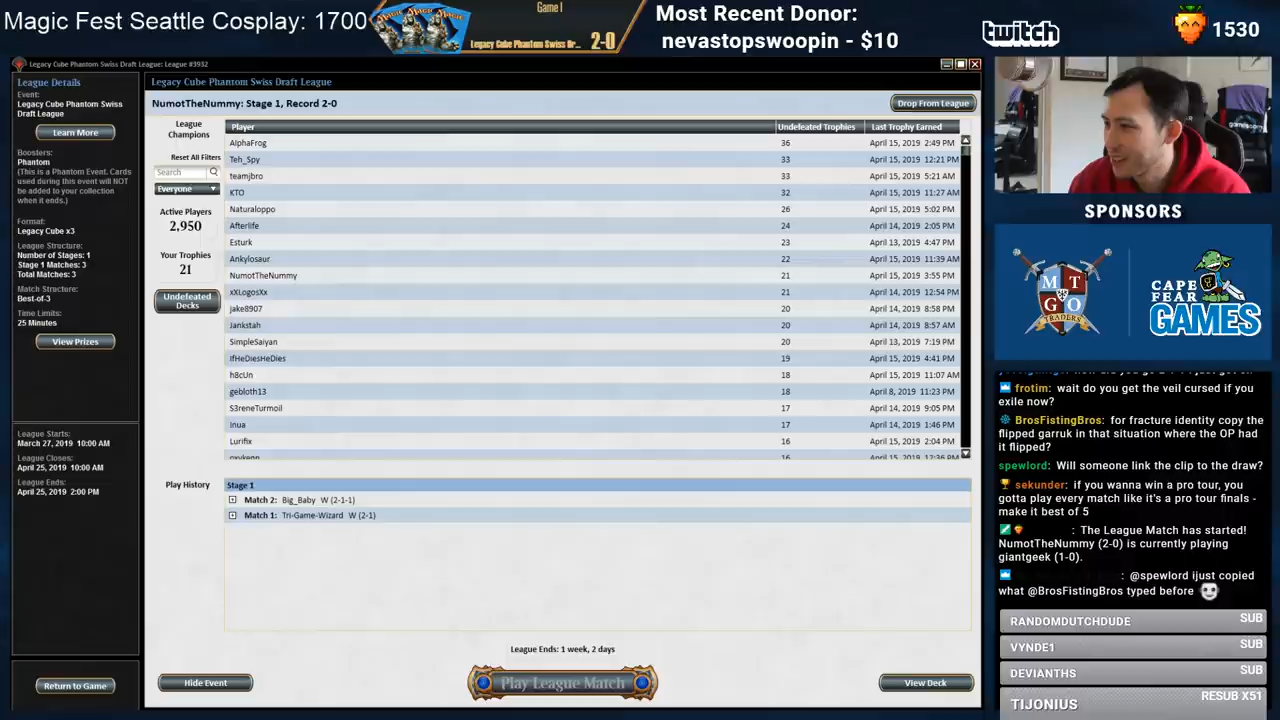 Magic Fest Seattle Cosplay: 1700
Game I
Legacy Cube Phantom Swiss Dr... 2-0
Most Recent Donor:
nevastopswoopin - $10
twitch
1530
Legacy Cube Phantom Swiss Draft League: League #3932
League Details
Event:
Legacy Cube Phantom Swiss
Draft League
Learn More
Boosters:
Phantom
(This is a Phantom Event. Cards
used during this event will NOT
be added to your collection
when it ends.)
Format:
Legacy Cube x3
League Structure:
Number of Stages: 1
Stage 1 Matches: 3
Total Matches: 3
Match Structure:
Best-of-3
Time Limits:
25 Minutes
View Prizes
League Starts:
March 27, 2019 10:00 AM
League Closes:
April 25, 2019 10:00 AM
League Ends:
April 25, 2019 2:00 PM
Return to Game
Legacy Cube Phantom Swiss Draft League
NumotTheNummy: Stage 1, Record 2-0
Drop From League
League
Champions
Reset All Filters
Search
Everyone
Active Players
2,950
Your Trophies
21
Undefeated
Decks
Player Undefeated Trophies Last Trophy Earned
AlphaFrog 36 April 15, 2019 2:49 PM
Teh_Spy 33 April 15, 2019 12:21 PM
teamjbro 33 April 15, 2019 5:21 AM
KTO 32 April 15, 2019 11:27 AM
Naturaloppo 26 April 15, 2019 5:02 PM
Afterlife 24 April 14, 2019 2:05 PM
Esturk 23 April 13, 2019 4:47 PM
Ankylosaur 22 April 15, 2019 11:39 AM
NumotTheNummy 21 April 15, 2019 3:55 PM
xXLogosXx 21 April 14, 2019 12:54 PM
jake8907 20 April 14, 2019 8:58 PM
Jankstah 20 April 14, 2019 8:57 AM
SimpleSaiyan 20 April 13, 2019 7:19 PM
IfHeDiesHeDies 19 April 15, 2019 4:41 PM
h8cUn 18 April 15, 2019 11:07 AM
gebloth13 18 April 8, 2019 11:23 PM
S3reneTurmoil 17 April 14, 2019 9:05 PM
Inua 17 April 14, 2019 1:46 PM
Lurifix 16 April 15, 2019 2:04 PM
16 April 15, 2019 12:36 PM
Play History
Stage 1
Match 2: Big_Baby W (2-1-1)
Match 1: Tri-Game-Wizard W (2-1)
League Ends: 1 week, 2 days
Hide Event
Play League Match
View Deck
SPONSORS
MTGO
TRADERS
CAPE
FEAR
GAMES
frotim: wait do you get the veil cursed if you
exile now?
BrosFistingBros: for fracture identity copy the
flipped garruk in that situation where the OP had
it flipped?
spewlord: Will someone link the clip to the draw?
sekunder: if you wanna win a pro tour, you
gotta play every match like it's a pro tour finals -
make it best of 5
: The League Match has started!
NumotTheNummy (2-0) is currently playing
giantgeek (1-0).
: @spewlord ijust copied
what @BrosFistingBros typed before
RANDOMDUTCHDUDE SUB
VYNDE1 SUB
DEVIANTHS SUB
TIJONIUS RESUB X51